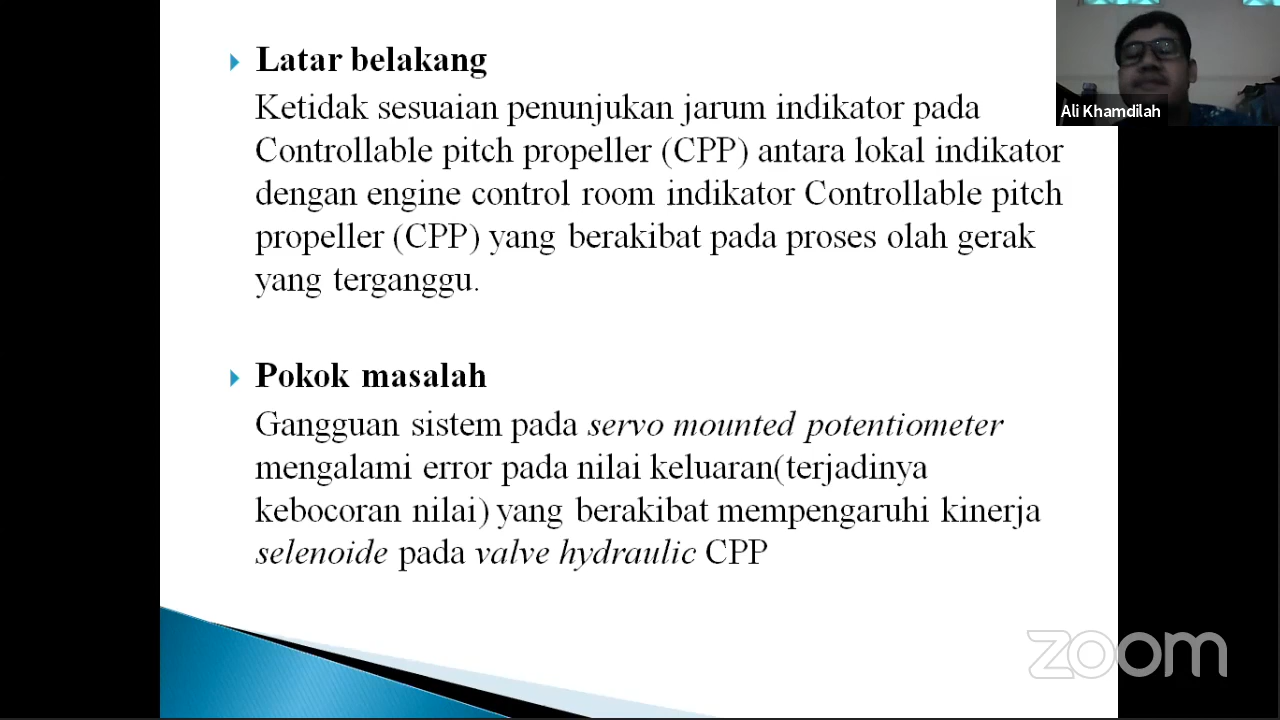 Latar belakang
Ketidak sesuaian penunjukan jarum indikator pada
Controllable pitch propeller (CPP) antara lokal indikator
dengan engine control room indikator Controllable pitch
propeller (CPP) yang berakibat pada proses olah gerak
yang terganggu.
Pokok masalah
Gangguan sistem pada servo mounted potentiometer
mengalami error pada nilai keluaran(terjadinya
kebocoran nilai) yang berakibat mempengaruhi kinerja
selenoide pada valve hydraulic CPP
Ali Khamdilah
zoom